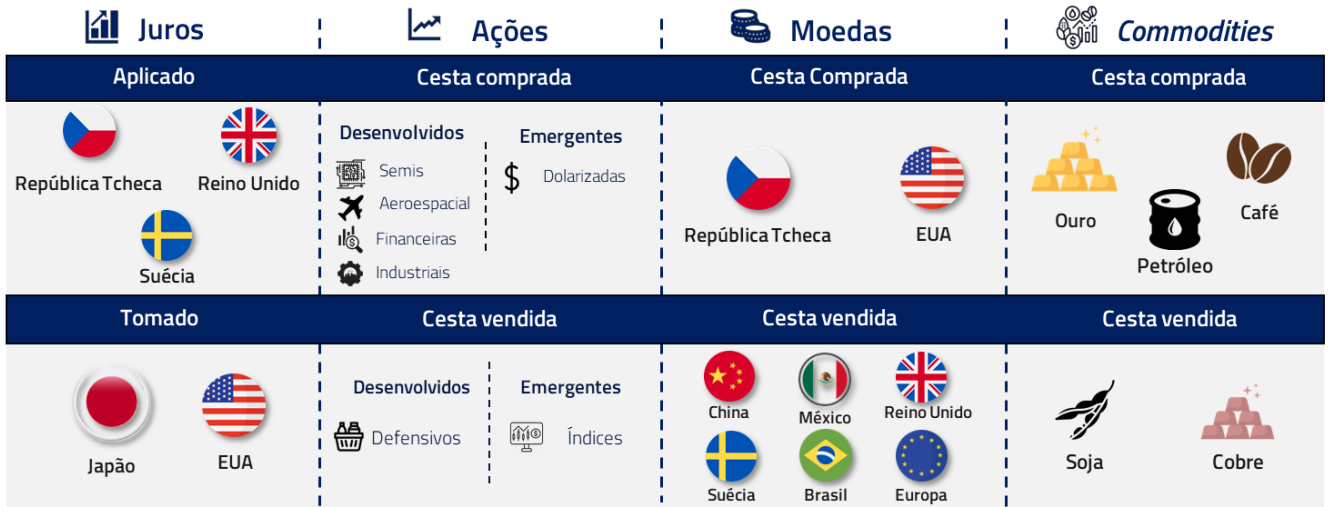 Juros
Ações
Moedas
Commodities
Aplicado
Cesta comprada
Cesta Comprada
Cesta comprada
República Tcheca
Reino Unido
Suécia
Desenvolvidos
Semis
Aeroespacial
Financeiras
Industriais
Emergentes
$ Dolarizadas
República Tcheca
EUA
Ouro
Café
Petróleo
Tomado
Cesta vendida
Cesta vendida
Cesta vendida
Japão
EUA
Desenvolvidos
Defensivos
Emergentes
Índices
China
México
Reino Unido
Suécia
Brasil
Europa
Soja
Cobre